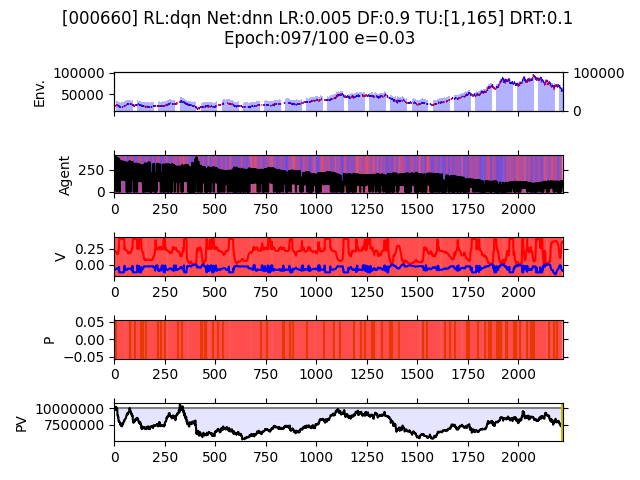 [000660] RL:dqn Net:dnn LR:0.005 DF:0.9 TU:[1,165] DRT:0.1
Epoch:097/100 e=0.03
Env.
100000
50000
100000
0
Agent
250
0
0 250 500 750 1000 1250 1500 1750 2000
V
0.25
0.00
0 250 500 750 1000 1250 1500 1750 2000
P
0.05
0.00
−0.05
0 250 500 750 1000 1250 1500 1750 2000
PV
10000000
7500000
0 250 500 750 1000 1250 1500 1750 2000